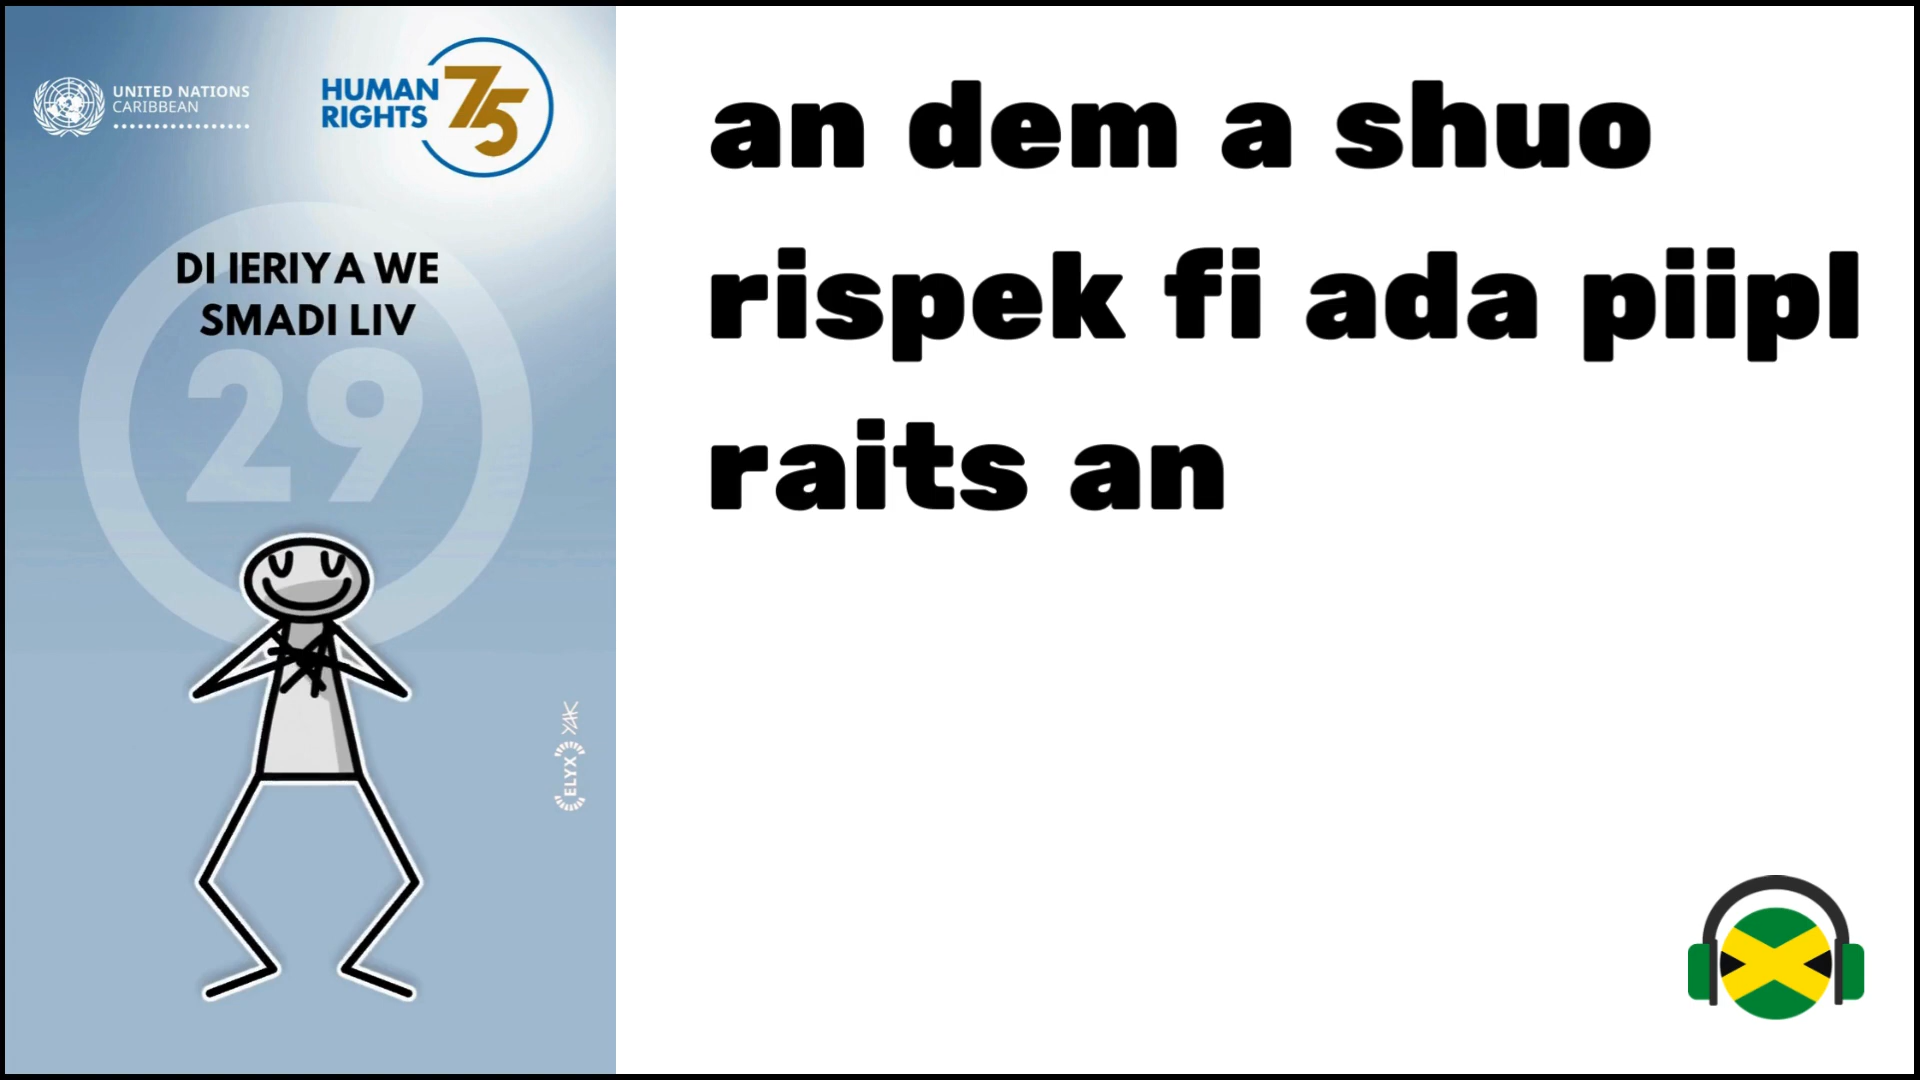 UNITED NATIONS
CARIBBEAN
HUMAN
RIGHTS
75
DI IERIYA WE
SMADI LIV
29
ELYX YAK
an dem a shuo
rispek fi ada piipl
raits an